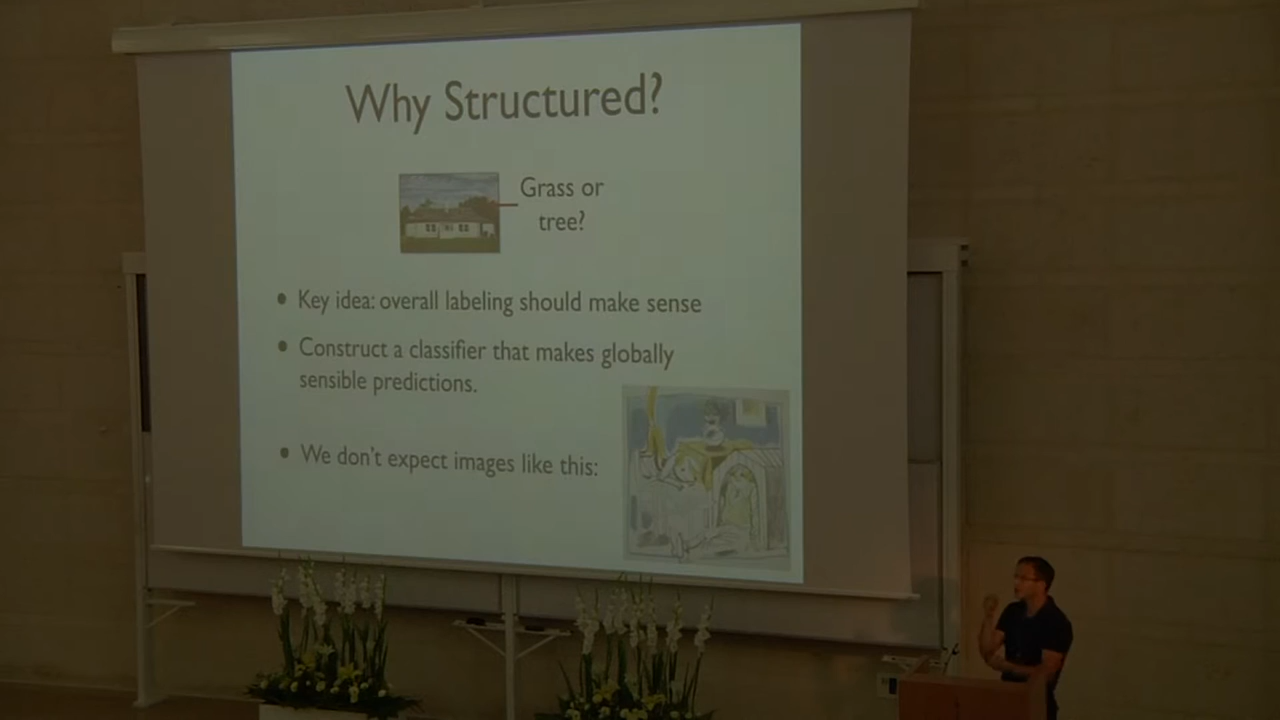 Why Structured?
Grass or
tree?
• Key idea: overall labeling should make sense
• Construct a classifier that makes globally
sensible predictions.
• We don't expect images like this: